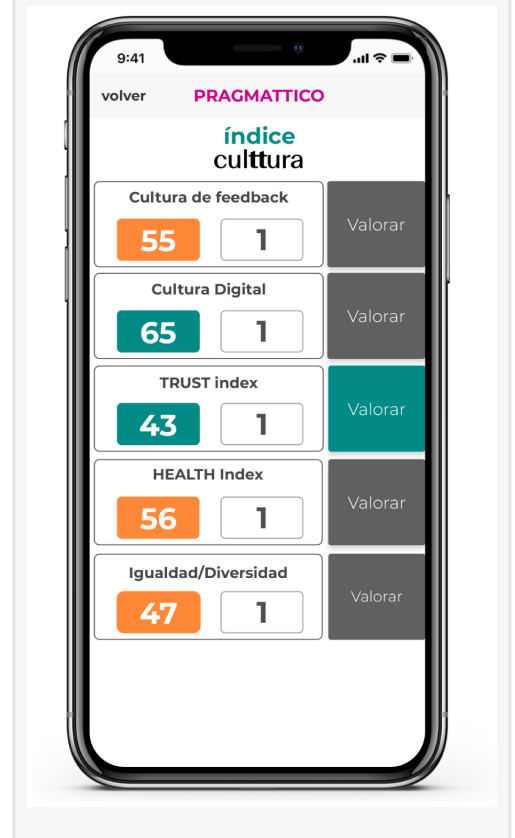 9:41
volver PRAGMATTICO
índice
culttura
Cultura de feedback
55 1 Valorar
Cultura Digital
65 1 Valorar
TRUST index
43 1 Valorar
HEALTH Index
56 1 Valorar
Igualdad/Diversidad
47 1 Valorar